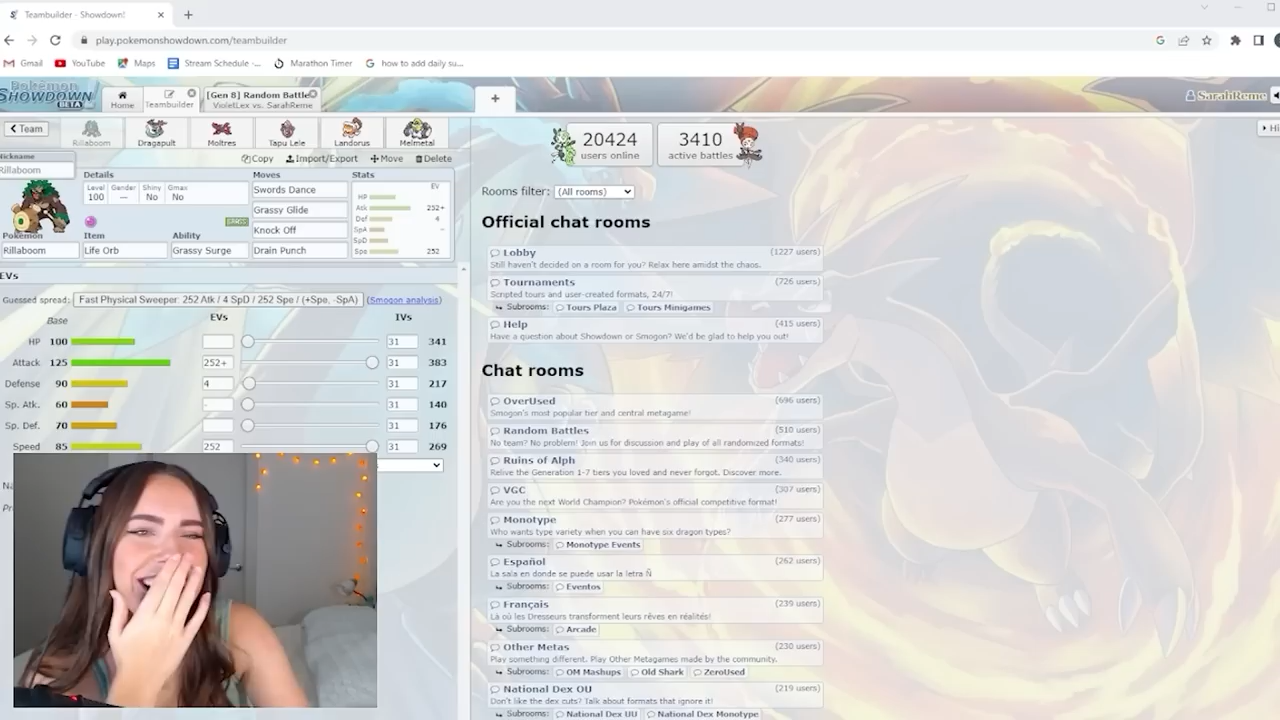 Teambuilder - Showdown!
play.pokemonshowdown.com/teambuilder
Gmail YouTube Maps Stream Schedule -... Marathon Timer how to add daily su...
Pokémon
SHOWDOWN
BETA
Home
Teambuilder
[Gen 8] Random Battle
VioletLex vs. SarahReme
SarahReme
Team
Rillaboom Dragapult Moltres Tapu Lele Landorus Melmetal
Copy Import/Export Move Delete
Nickname
Rillaboom
Details
Level Gender Shiny Gmax
100 — No No
GRASS
Pokémon Item Ability
Rillaboom Life Orb Grassy Surge
Moves
Swords Dance
Grassy Glide
Knock Off
Drain Punch
Stats
EV
HP
Atk 252+
Def 4
SpA -
SpD
Spe 252
EVs
Guessed spread: Fast Physical Sweeper: 252 Atk / 4 SpD / 252 Spe / (+Spe, -SpA) (Smogon analysis)
Base EVs IVs
HP 100 31 341
Attack 125 252+ 31 383
Defense 90 4 31 217
Sp. Atk. 60 - 31 140
Sp. Def. 70 31 176
Speed 85 252 31 269
20424
users online
3410
active battles
Hi
Rooms filter: (All rooms)
Official chat rooms
Lobby (1227 users)
Still haven't decided on a room for you? Relax here amidst the chaos.
Tournaments (726 users)
Scripted tours and user-created formats, 24/7!
Subrooms: Tours Plaza Tours Minigames
Help (415 users)
Have a question about Showdown or Smogon? We'd be glad to help you out!
Chat rooms
OverUsed (696 users)
Smogon's most popular tier and central metagame!
Random Battles (510 users)
No team? No problem! Join us for discussion and play of all randomized formats!
Ruins of Alph (340 users)
Relive the Generation 1-7 tiers you loved and never forgot. Discover more.
VGC (307 users)
Are you the next World Champion? Pokémon's official competitive format!
Monotype (277 users)
Who wants type variety when you can have six dragon types?
Subrooms: Monotype Events
Español (262 users)
La sala en donde se puede usar la letra Ñ
Subrooms: Eventos
Français (239 users)
Là où les Dresseurs transforment leurs rêves en réalités!
Subrooms: Arcade
Other Metas (230 users)
Play something different. Play Other Metagames made by the community.
Subrooms: OM Mashups Old Shark ZeroUsed
National Dex OU (219 users)
Don't like the dex cuts? Talk about formats that ignore it!
Subrooms: National Dex UU National Dex Monotype